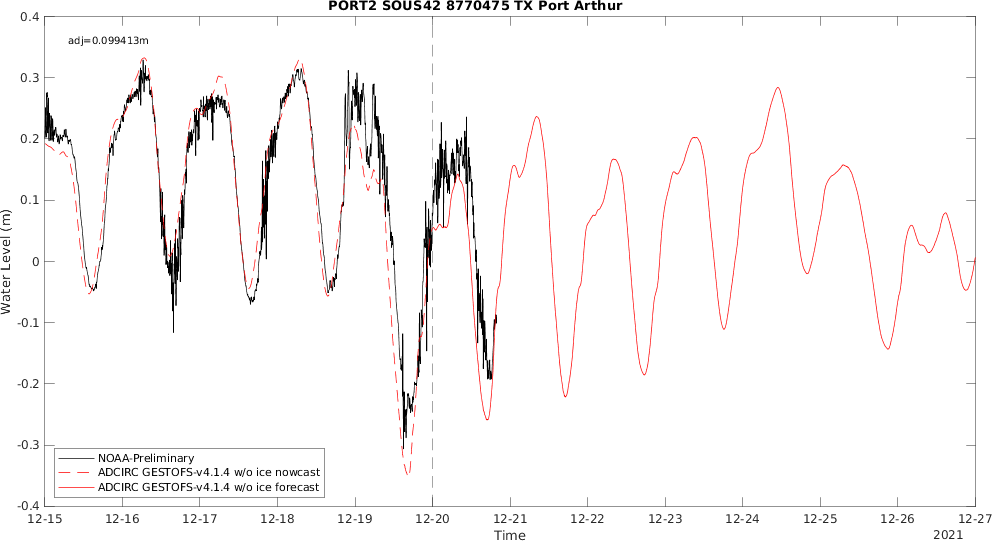 PORT2 SOUS42 8770475 TX Port Arthur
adj=0.099413m
0.4
0.3
0.2
0.1
0
-0.1
-0.2
-0.3
-0.4
Water Level (m)
NOAA-Preliminary
ADCIRC GESTOFS-v4.1.4 w/o ice nowcast
ADCIRC GESTOFS-v4.1.4 w/o ice forecast
12-15 12-16 12-17 12-18 12-19 12-20 12-21 12-22 12-23 12-24 12-25 12-26 12-27
Time
2021